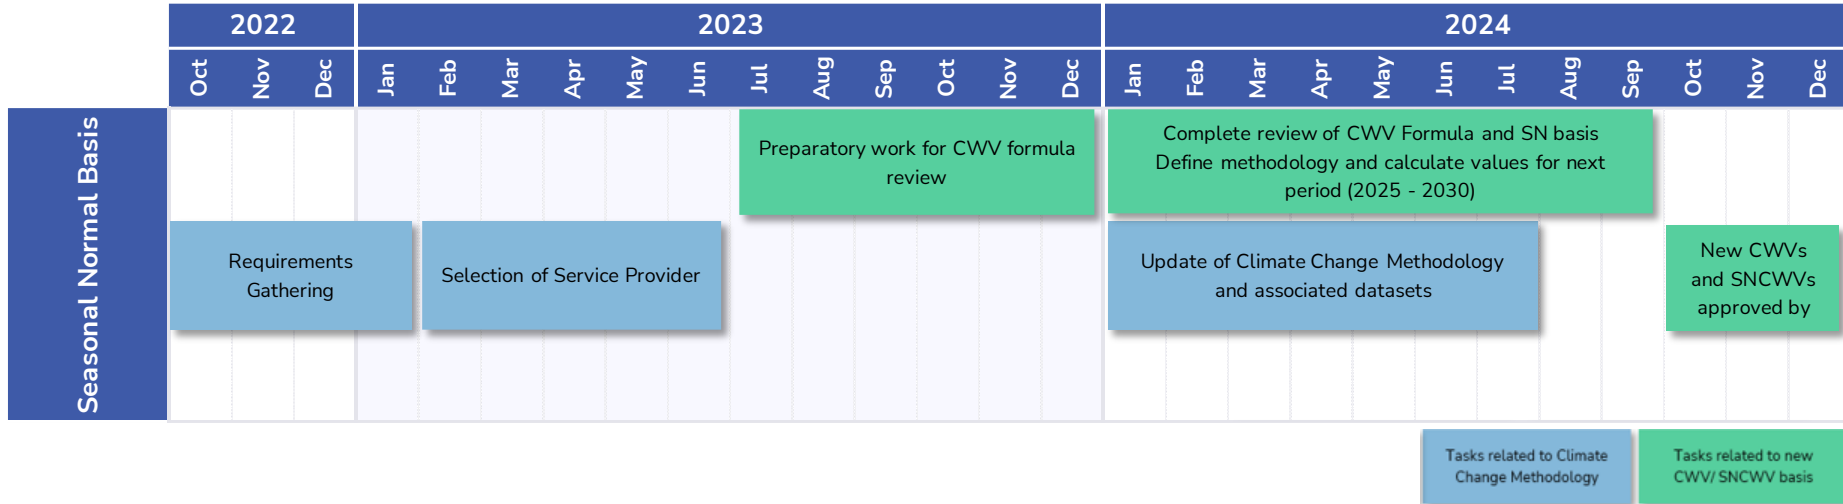 2022
2023
2024
Oct
Nov
Dec
Jan
Feb
Mar
Apr
May
Jun
Jul
Aug
Sep
Oct
Nov
Dec
Jan
Feb
Mar
Apr
May
Jun
Jul
Aug
Sep
Oct
Nov
Dec
Seasonal Normal Basis
Preparatory work for CWV formula
review
Complete review of CWV Formula and SN basis
Define methodology and calculate values for next
period (2025 - 2030)
Requirements
Gathering
Selection of Service Provider
Update of Climate Change Methodology
and associated datasets
New CWVs
and SNCWVs
approved by
Tasks related to Climate
Change Methodology
Tasks related to new
CWV/ SNCWV basis